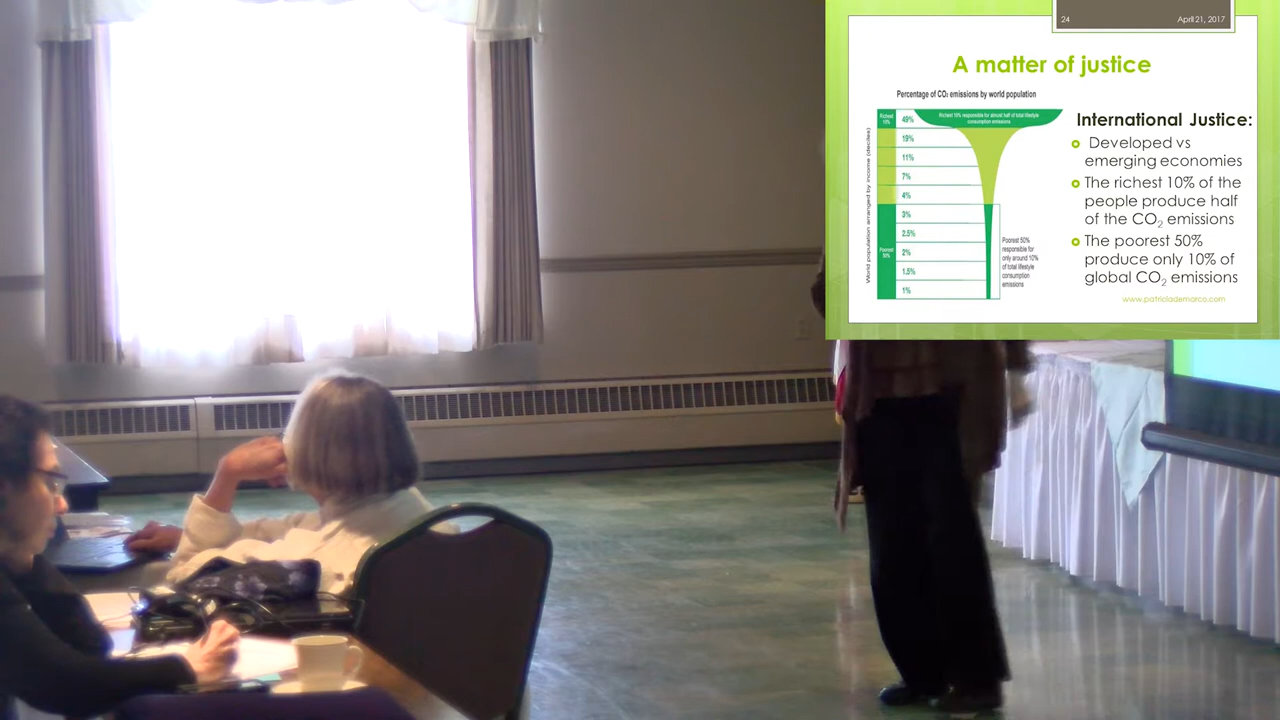 24
April 21, 2017
A matter of justice
Percentage of CO₂ emissions by world population
World population arranged by income (deciles)
Richest
10%
49%
Richest 10% responsible for almost half of total lifestyle
consumption emissions
19%
11%
7%
4%
3%
2.5%
2%
1.5%
1%
Poorest
50%
Poorest 50%
responsible for
only around 10%
of total lifestyle
consumption
emissions
International Justice:
Developed vs
emerging economies
The richest 10% of the
people produce half
of the CO₂ emissions
The poorest 50%
produce only 10% of
global CO₂ emissions
www.patriciademarco.com